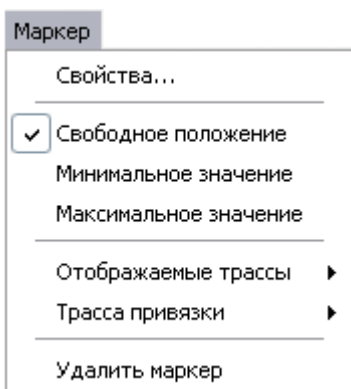 Маркер
Свойства...
Свободное положение
Минимальное значение
Максимальное значение
Отображаемые трассы
Трасса привязки
Удалить маркер